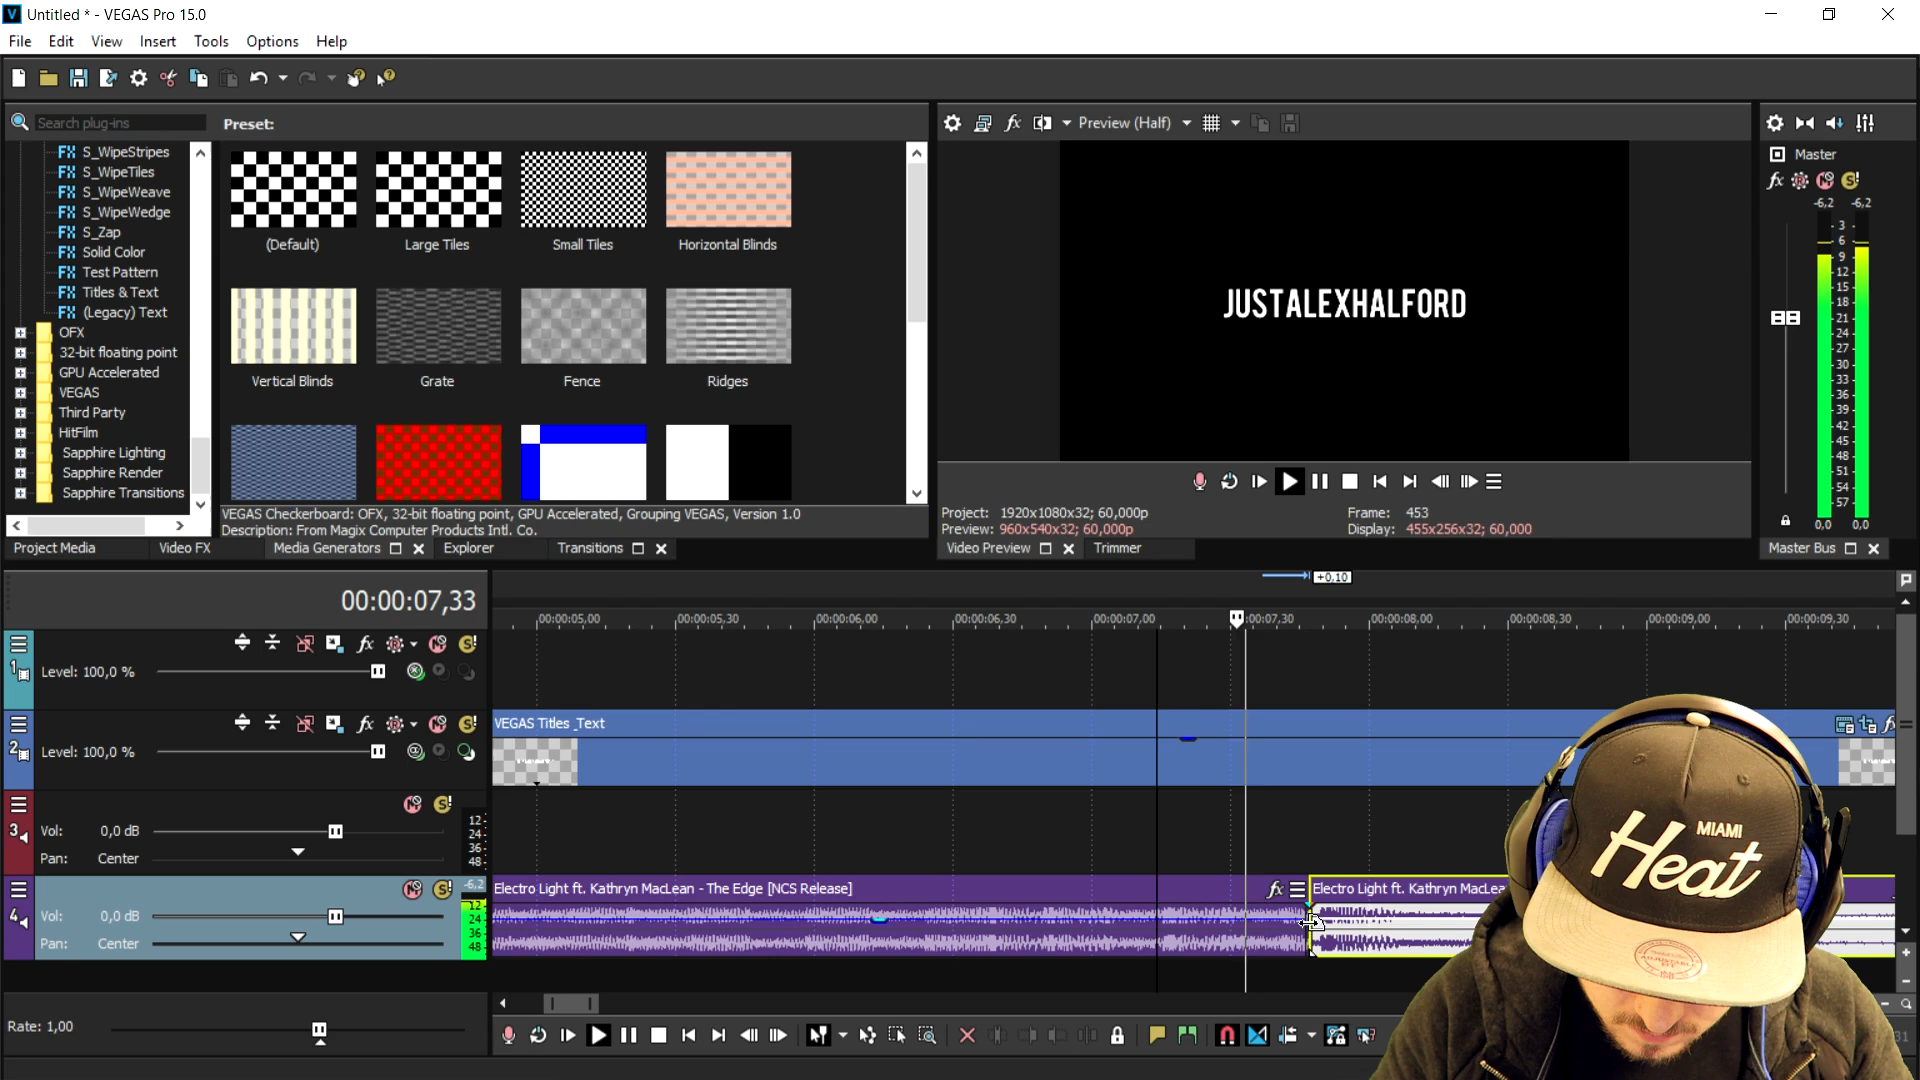 Untitled * - VEGAS Pro 15.0
File Edit View Insert Tools Options Help
Search plug-ins
Preset:
S_WipeStripes
S_WipeTiles
S_WipeWeave
S_WipeWedge
S_Zap
Solid Color
Test Pattern
Titles & Text
(Legacy) Text
OFX
32-bit floating point
GPU Accelerated
VEGAS
Third Party
HitFilm
Sapphire Lighting
Sapphire Render
Sapphire Transitions
(Default) Large Tiles Small Tiles Horizontal Blinds
Vertical Blinds Grate Fence Ridges
VEGAS Checkerboard: OFX, 32-bit floating point, GPU Accelerated, Grouping VEGAS, Version 1.0
Description: From Magix Computer Products Intl. Co.
Project Media Video FX Media Generators Explorer Transitions
Preview (Half)
JUSTALEXHALFORD
Project: 1920x1080x32; 60,000p
Preview: 960x540x32; 60,000p
Frame: 453
Display: 455x256x32; 60,000
Video Preview Trimmer
Master
-6,2 -6,2
3
6
9
12
15
18
21
24
27
30
33
36
39
42
45
48
51
54
57
0,0 0,0
Master Bus
00:00:07,33
+0.10
00:00:05,00 00:00:05,30 00:00:06,00 00:00:06,30 00:00:07,00 00:00:07,30 00:00:08,00 00:00:08,30 00:00:09,00 00:00:09,30
1
Level: 100,0 %
2
Level: 100,0 %
VEGAS Titles_Text
3
Vol: 0,0 dB
Pan: Center
12
24
36
48
4
Vol: 0,0 dB
Pan: Center
-6,2
12
24
36
48
Electro Light ft. Kathryn MacLean - The Edge [NCS Release]
fx
Electro Light ft. Kathryn MacLea
Rate: 1,00
MIAMI
Heat